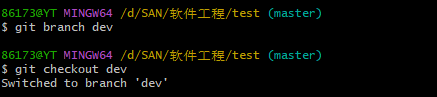 86173@YT MINGW64 /d/SAN/软件工程/test (master)
$ git branch dev
86173@YT MINGW64 /d/SAN/软件工程/test (master)
$ git checkout dev
Switched to branch 'dev'